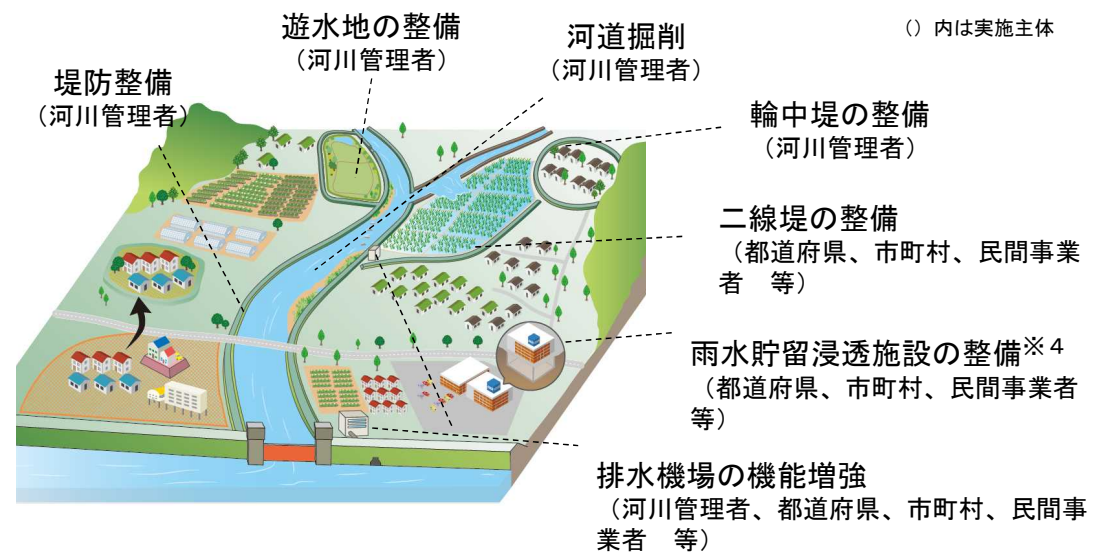 () 内は実施主体
遊水地の整備
(河川管理者)
河道掘削
(河川管理者)
堤防整備
(河川管理者)
輪中堤の整備
(河川管理者)
二線堤の整備
(都道府県、市町村、民間事業
者　等)
雨水貯留浸透施設の整備※４
(都道府県、市町村、民間事業者
等)
排水機場の機能増強
(河川管理者、都道府県、市町村、民間事
業者　等)